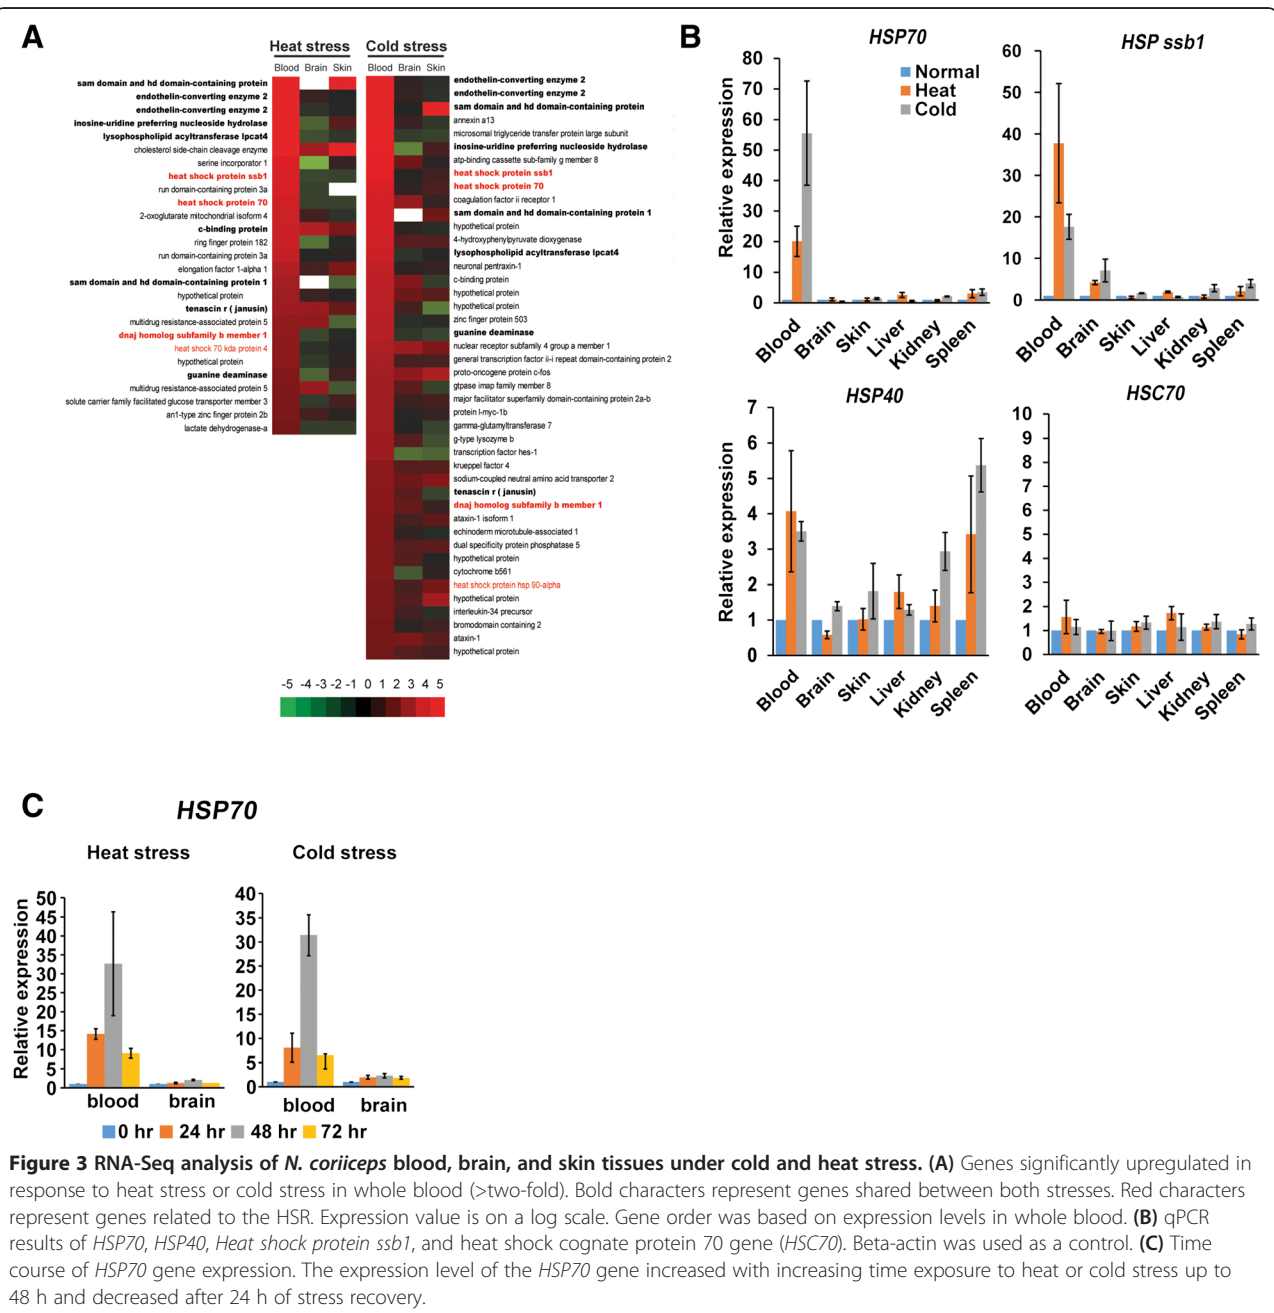 A
Heat stress
Cold stress
Blood Brain Skin
Blood Brain Skin
sam domain and hd domain-containing protein
endothelin-converting enzyme 2
endothelin-converting enzyme 2
inosine-uridine preferring nucleoside hydrolase
lysophospholipid acyltransferase lpcat4
cholesterol side-chain cleavage enzyme
serine incorporator 1
heat shock protein ssb1
run domain-containing protein 3a
heat shock protein 70
2-oxoglutarate mitochondrial isoform 4
c-binding protein
ring finger protein 182
run domain-containing protein 3a
elongation factor 1-alpha 1
sam domain and hd domain-containing protein 1
hypothetical protein
tenascin r ( janusin)
multidrug resistance-associated protein 5
dnaj homolog subfamily b member 1
heat shock 70 kda protein 4
hypothetical protein
guanine deaminase
multidrug resistance-associated protein 5
solute carrier family facilitated glucose transporter member 3
an1-type zinc finger protein 2b
lactate dehydrogenase-a
endothelin-converting enzyme 2
endothelin-converting enzyme 2
sam domain and hd domain-containing protein
annexin a13
microsomal triglyceride transfer protein large subunit
inosine-uridine preferring nucleoside hydrolase
atp-binding cassette sub-family g member 8
heat shock protein ssb1
heat shock protein 70
coagulation factor ii receptor 1
sam domain and hd domain-containing protein 1
hypothetical protein
4-hydroxyphenylpyruvate dioxygenase
lysophospholipid acyltransferase lpcat4
neuronal pentraxin-1
c-binding protein
hypothetical protein
hypothetical protein
zinc finger protein 503
guanine deaminase
nuclear receptor subfamily 4 group a member 1
general transcription factor ii-i repeat domain-containing protein 2
proto-oncogene protein c-fos
gtpase imap family member 8
major facilitator superfamily domain-containing protein 2a-b
protein l-myc-1b
gamma-glutamyltransferase 7
g-type lysozyme b
transcription factor hes-1
krueppel factor 4
sodium-coupled neutral amino acid transporter 2
tenascin r ( janusin)
dnaj homolog subfamily b member 1
ataxin-1 isoform 1
echinoderm microtubule-associated 1
dual specificity protein phosphatase 5
hypothetical protein
cytochrome b561
heat shock protein hsp 90-alpha
hypothetical protein
interleukin-34 precursor
bromodomain containing 2
ataxin-1
hypothetical protein
-5 -4 -3 -2 -1 0 1 2 3 4 5
B
HSP70
Normal
Heat
Cold
Relative expression
80
70
60
50
40
30
20
10
0
Blood Brain Skin Liver Kidney Spleen
HSP ssb1
60
50
40
30
20
10
0
Blood Brain Skin Liver Kidney Spleen
HSP40
Relative expression
7
6
5
4
3
2
1
0
Blood Brain Skin Liver Kidney Spleen
HSC70
10
9
8
7
6
5
4
3
2
1
0
Blood Brain Skin Liver Kidney Spleen
C
HSP70
Heat stress
Cold stress
Relative expression
50
45
40
35
30
25
20
15
10
5
0
blood brain
40
35
30
25
20
15
10
5
0
blood brain
0 hr 24 hr 48 hr 72 hr
Figure 3 RNA-Seq analysis of N. coriiceps blood, brain, and skin tissues under cold and heat stress. (A) Genes significantly upregulated in
response to heat stress or cold stress in whole blood (>two-fold). Bold characters represent genes shared between both stresses. Red characters
represent genes related to the HSR. Expression value is on a log scale. Gene order was based on expression levels in whole blood. (B) qPCR
results of HSP70, HSP40, Heat shock protein ssb1, and heat shock cognate protein 70 gene (HSC70). Beta-actin was used as a control. (C) Time
course of HSP70 gene expression. The expression level of the HSP70 gene increased with increasing time exposure to heat or cold stress up to
48 h and decreased after 24 h of stress recovery.